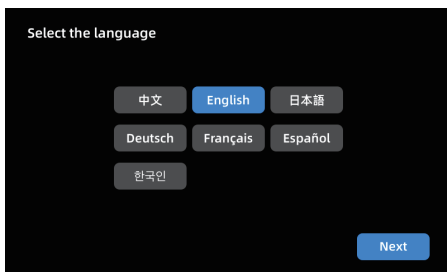 Select the language
中文 English 日本語
Deutsch Français Español
한국인
Next